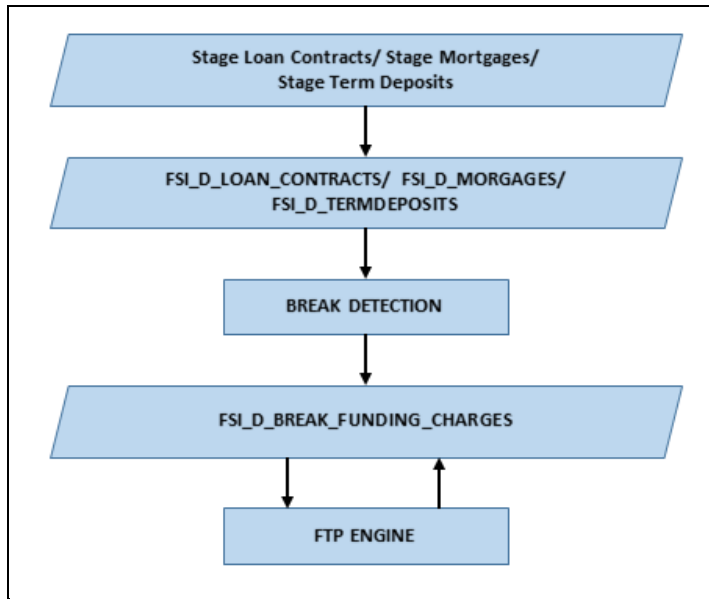 Stage Loan Contracts/ Stage Mortgages/
Stage Term Deposits
FSI_D_LOAN_CONTRACTS/ FSI_D_MORGAGES/
FSI_D_TERMDEPOSITS
BREAK DETECTION
FSI_D_BREAK_FUNDING_CHARGES
FTP ENGINE